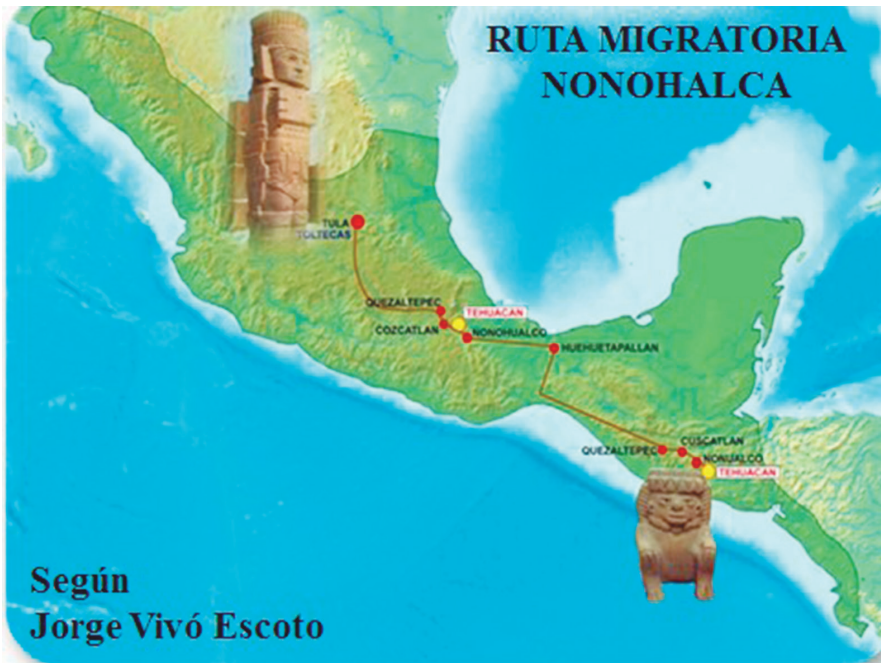 RUTA MIGRATORIA
NONOHALCA
TULA
TOLTECAS
QUEZALTEPEC
TEHUACAN
COZCATLAN
NONOHUALCO
HUEHUETAPALLAN
CUSCATLAN
QUEZALTEPEC
NONUALCO
TEHUACAN
Según
Jorge Vivó Escoto